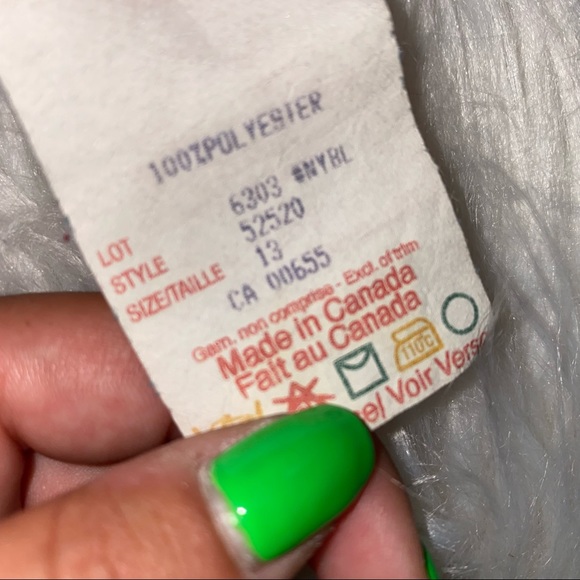 100%POLYESTER
LOT 6303 #NYBL
STYLE 52520
SIZE/TAILLE 13
CA 00655
Garn. non comprise - Excl. of trim
Made in Canada
Fait au Canada
110°C
Voir Verso